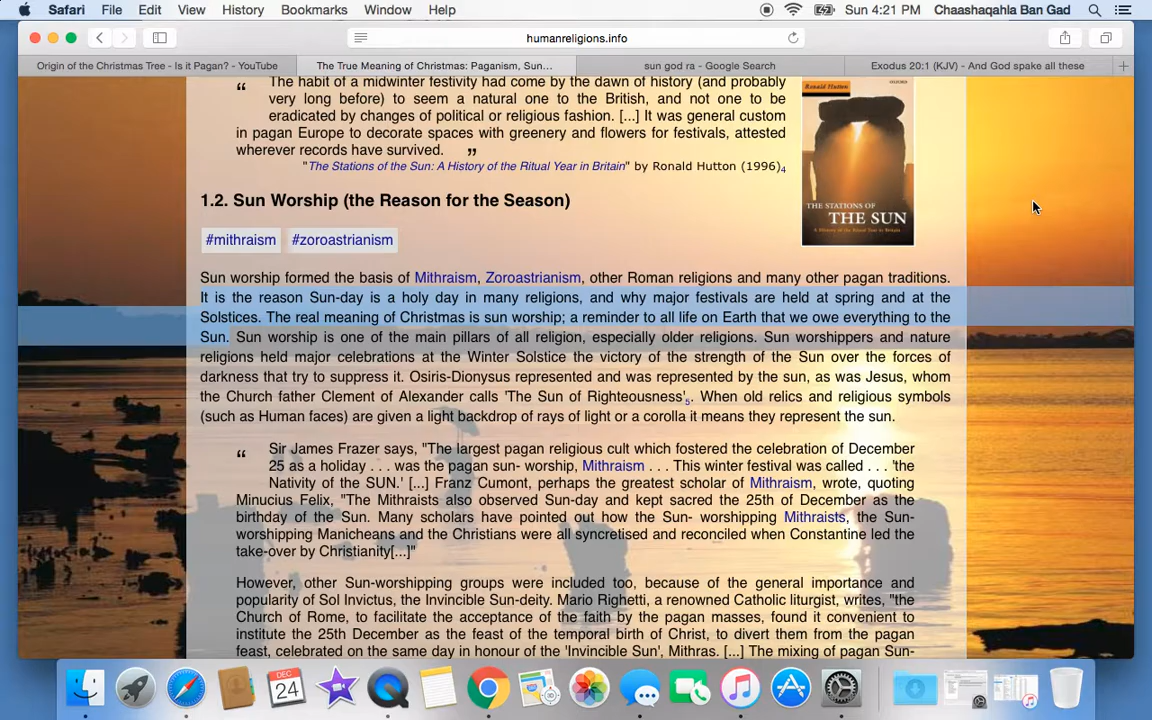 Safari File Edit View History Bookmarks Window Help Sun 4:21 PM Chaashaqahla Ban Gad
humanreligions.info
Origin of the Christmas Tree - Is it Pagan? - YouTube The True Meaning of Christmas: Paganism, Sun... sun god ra - Google Search Exodus 20:1 (KJV) - And God spake all these
“ The habit of a midwinter festivity had come by the dawn of history (and probably
very long before) to seem a natural one to the British, and not one to be
eradicated by changes of political or religious fashion. [...] It was general custom
in pagan Europe to decorate spaces with greenery and flowers for festivals, attested
wherever records have survived. ”
"The Stations of the Sun: A History of the Ritual Year in Britain" by Ronald Hutton (1996)4
Ronald Hutton
THE STATIONS OF
THE SUN
A History of the Ritual Year in Britain
1.2. Sun Worship (the Reason for the Season)
#mithraism #zoroastrianism
Sun worship formed the basis of Mithraism, Zoroastrianism, other Roman religions and many other pagan traditions.
It is the reason Sun-day is a holy day in many religions, and why major festivals are held at spring and at the
Solstices. The real meaning of Christmas is sun worship; a reminder to all life on Earth that we owe everything to the
Sun. Sun worship is one of the main pillars of all religion, especially older religions. Sun worshippers and nature
religions held major celebrations at the Winter Solstice the victory of the strength of the Sun over the forces of
darkness that try to suppress it. Osiris-Dionysus represented and was represented by the sun, as was Jesus, whom
the Church father Clement of Alexander calls 'The Sun of Righteousness'5. When old relics and religious symbols
(such as Human faces) are given a light backdrop of rays of light or a corolla it means they represent the sun.
“ Sir James Frazer says, "The largest pagan religious cult which fostered the celebration of December
25 as a holiday . . . was the pagan sun- worship, Mithraism . . . This winter festival was called . . . 'the
Nativity of the SUN.' [...] Franz Cumont, perhaps the greatest scholar of Mithraism, wrote, quoting
Minucius Felix, "The Mithraists also observed Sun-day and kept sacred the 25th of December as the
birthday of the Sun. Many scholars have pointed out how the Sun- worshipping Mithraists, the Sun-
worshipping Manicheans and the Christians were all syncretised and reconciled when Constantine led the
take-over by Christianity[...]"
However, other Sun-worshipping groups were included too, because of the general importance and
popularity of Sol Invictus, the Invincible Sun-deity. Mario Righetti, a renowned Catholic liturgist, writes, "the
Church of Rome, to facilitate the acceptance of the faith by the pagan masses, found it convenient to
institute the 25th December as the feast of the temporal birth of Christ, to divert them from the pagan
feast, celebrated on the same day in honour of the 'Invincible Sun', Mithras. [...] The mixing of pagan Sun-
DEC
24